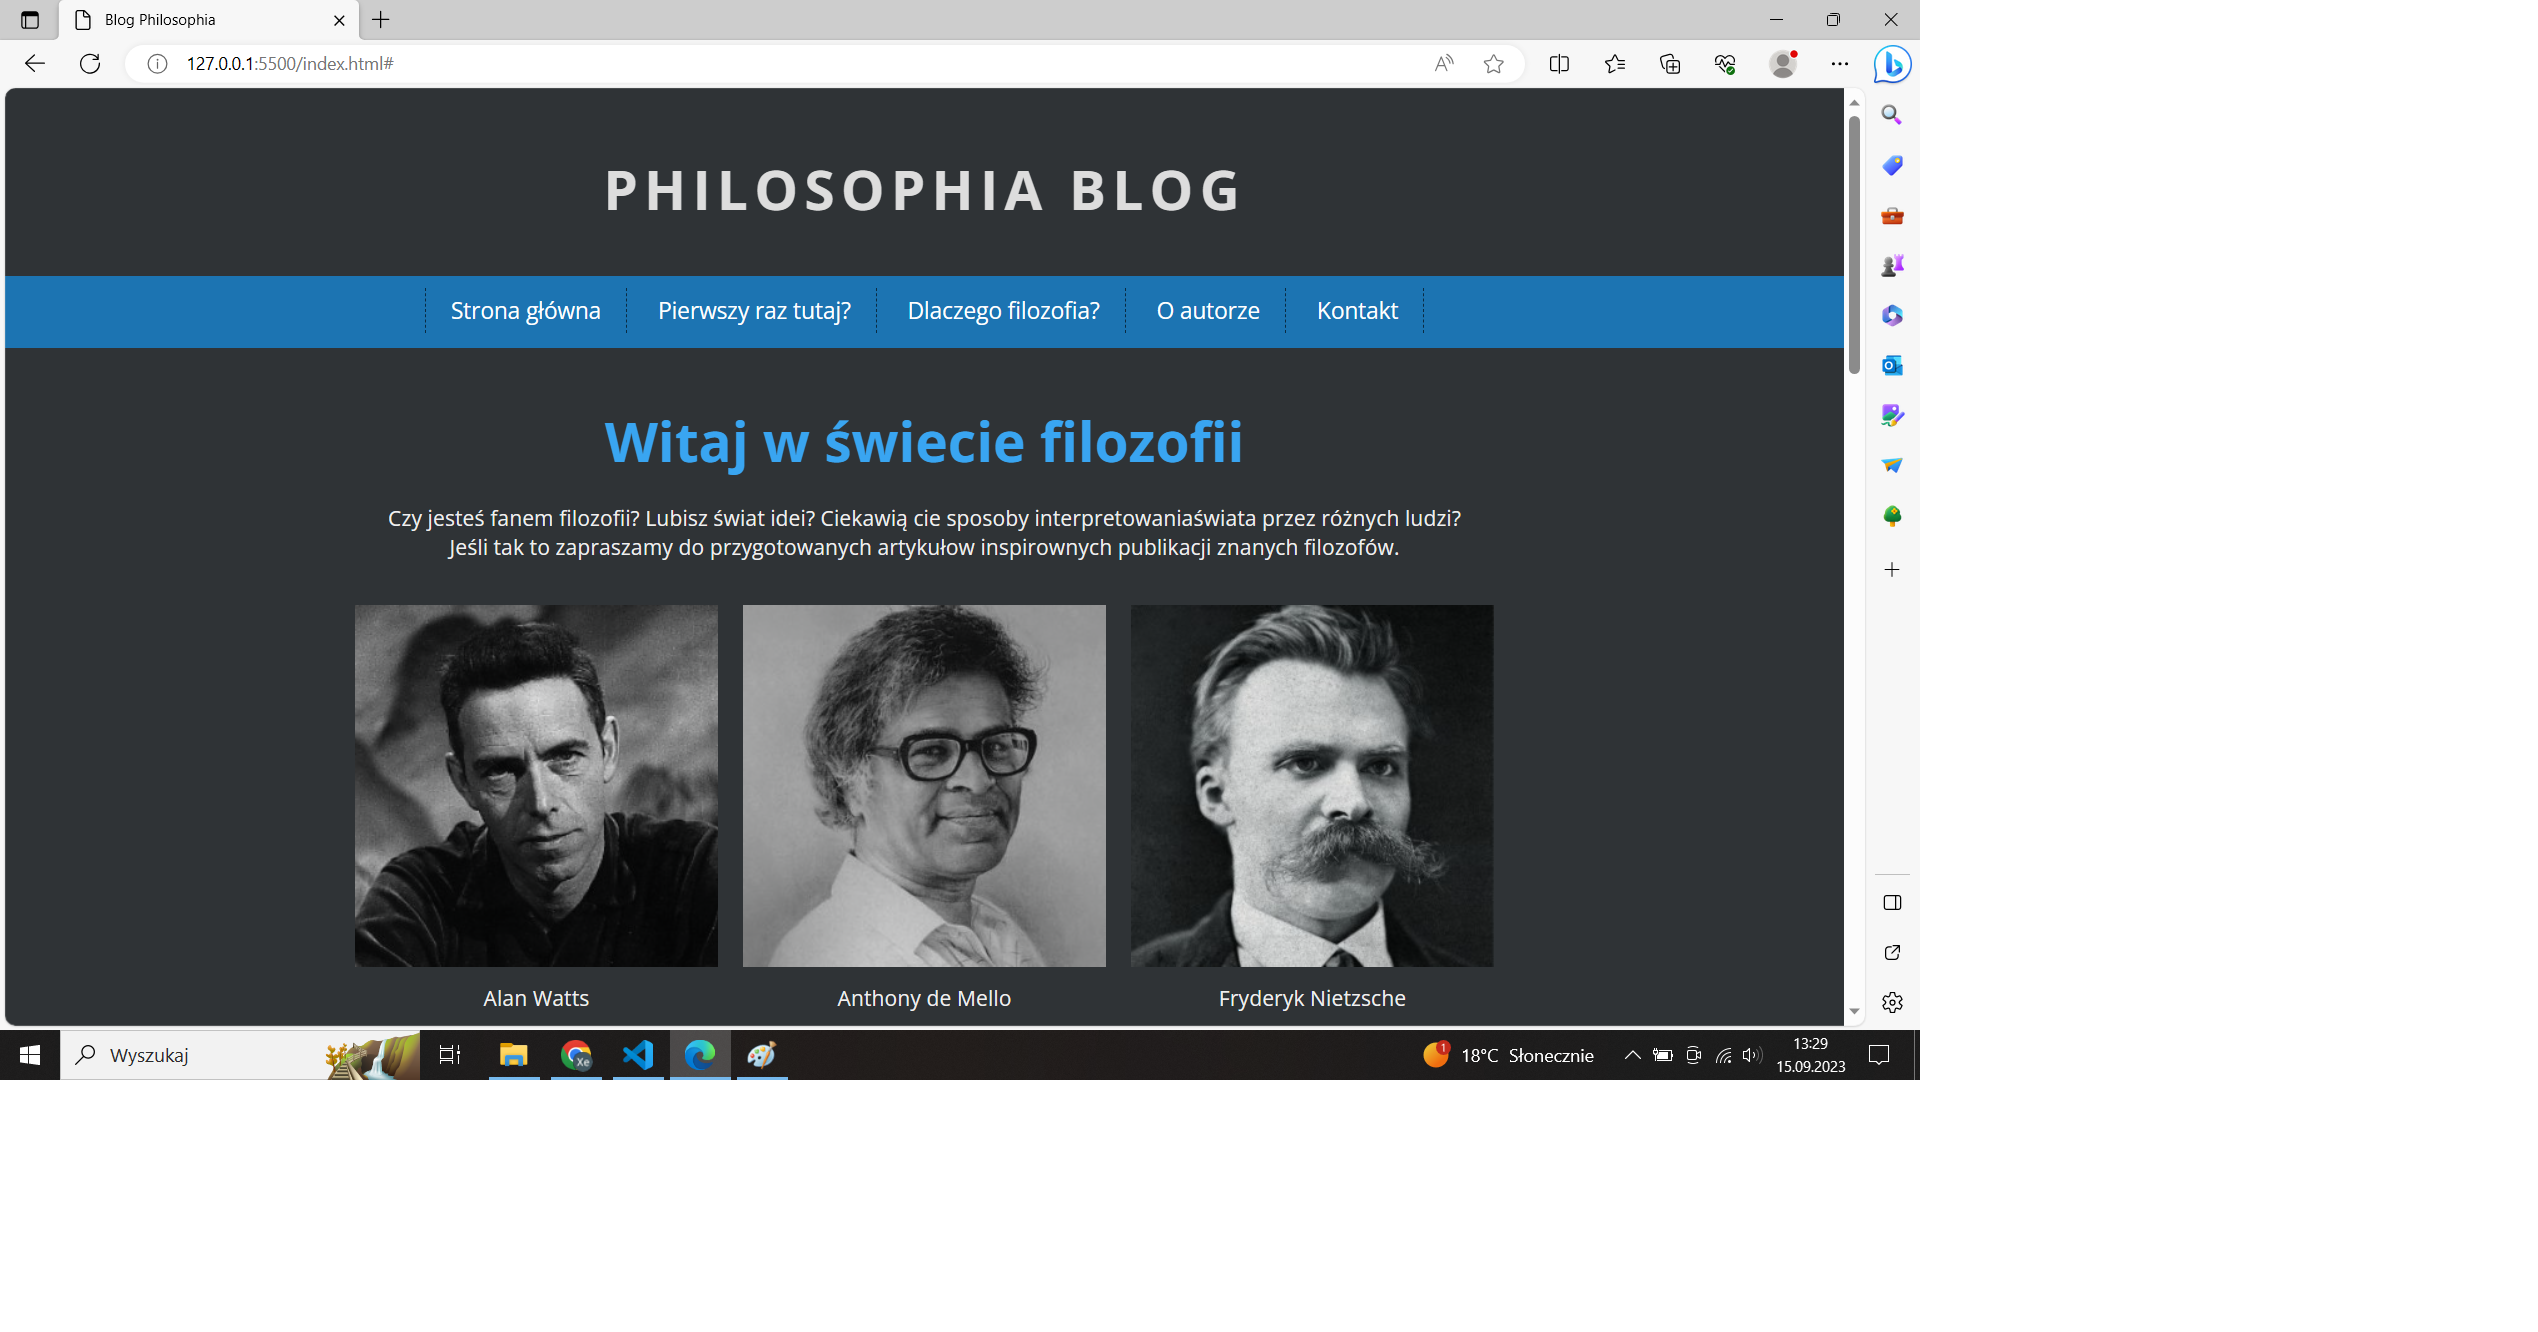 Blog Philosophia
127.0.0.1:5500/index.html#
PHILOSOPHIA BLOG
Strona główna Pierwszy raz tutaj? Dlaczego filozofia? O autorze Kontakt
Witaj w świecie filozofii
Czy jesteś fanem filozofii? Lubisz świat idei? Ciekawią cie sposoby interpretowaniaświata przez różnych ludzi?
Jeśli tak to zapraszamy do przygotowanych artykułow inspirownych publikacji znanych filozofów.
Alan Watts Anthony de Mello Fryderyk Nietzsche
Wyszukaj
Xe
1
18°C Słonecznie
13:29
15.09.2023